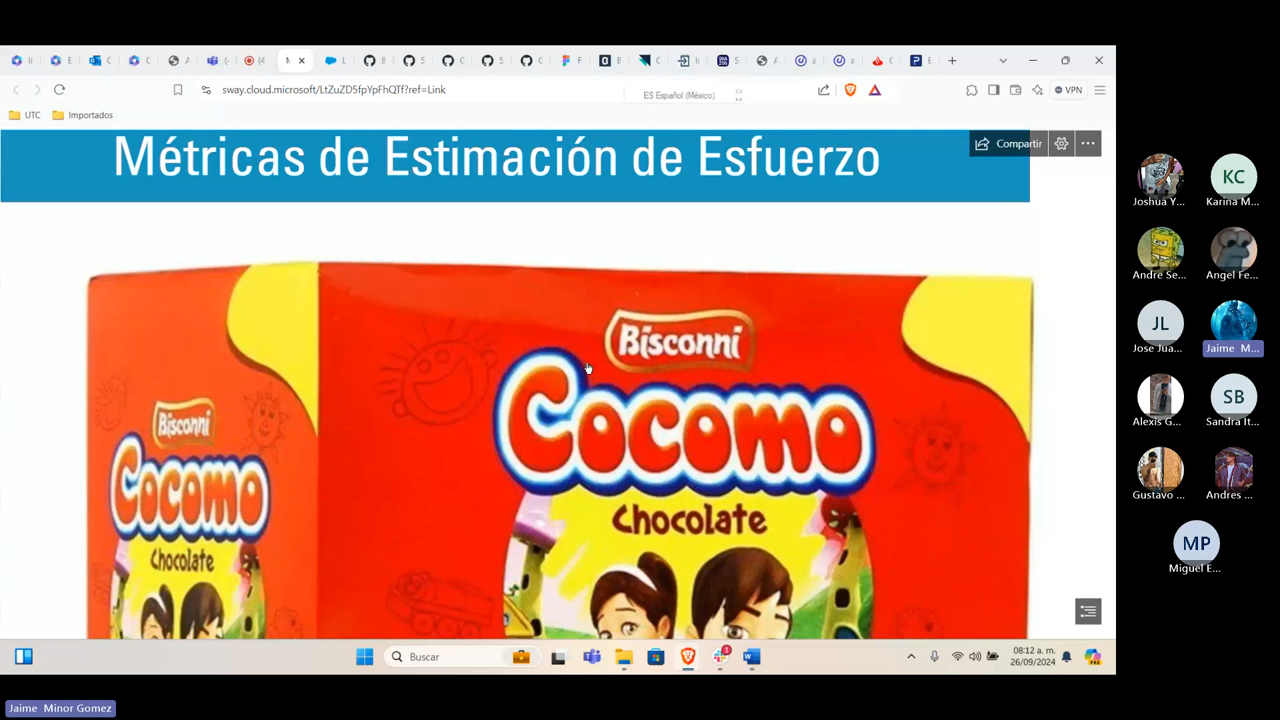 sway.cloud.microsoft/LtZuZD5fpYpFhQTf?ref=Link
ES Español (México)
VPN
UTC
Importados
Métricas de Estimación de Esfuerzo
Compartir
Bisconni
Cocomo
Chocolate
Bisconni
Cocomo
Chocolate
Joshua Y...
Karina M...
Andre Se...
Angel Fe...
JL
KC
Jose Jua...
Jaime M...
Alexis G...
SB
Sandra It...
Gustavo ...
Andres ...
MP
Miguel E...
Buscar
08:12 a. m.
26/09/2024
Jaime Minor Gomez